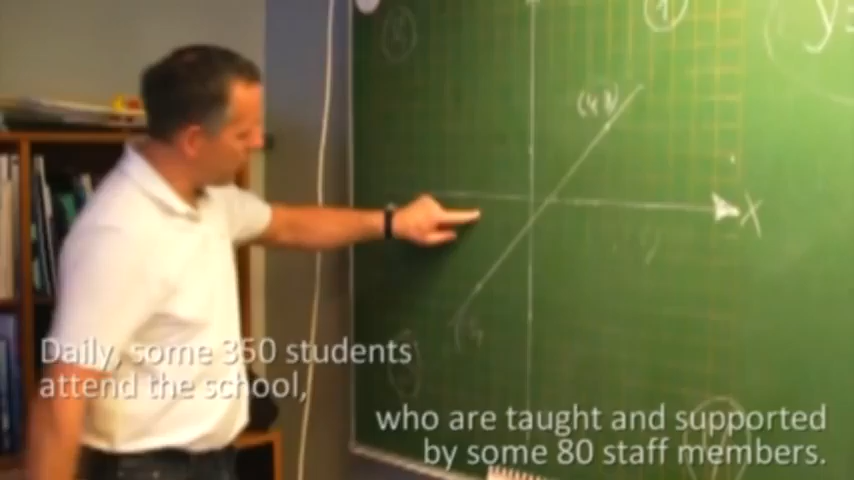 y=
X
Daily, some 350 students
attend the school,
who are taught and supported
by some 80 staff members.